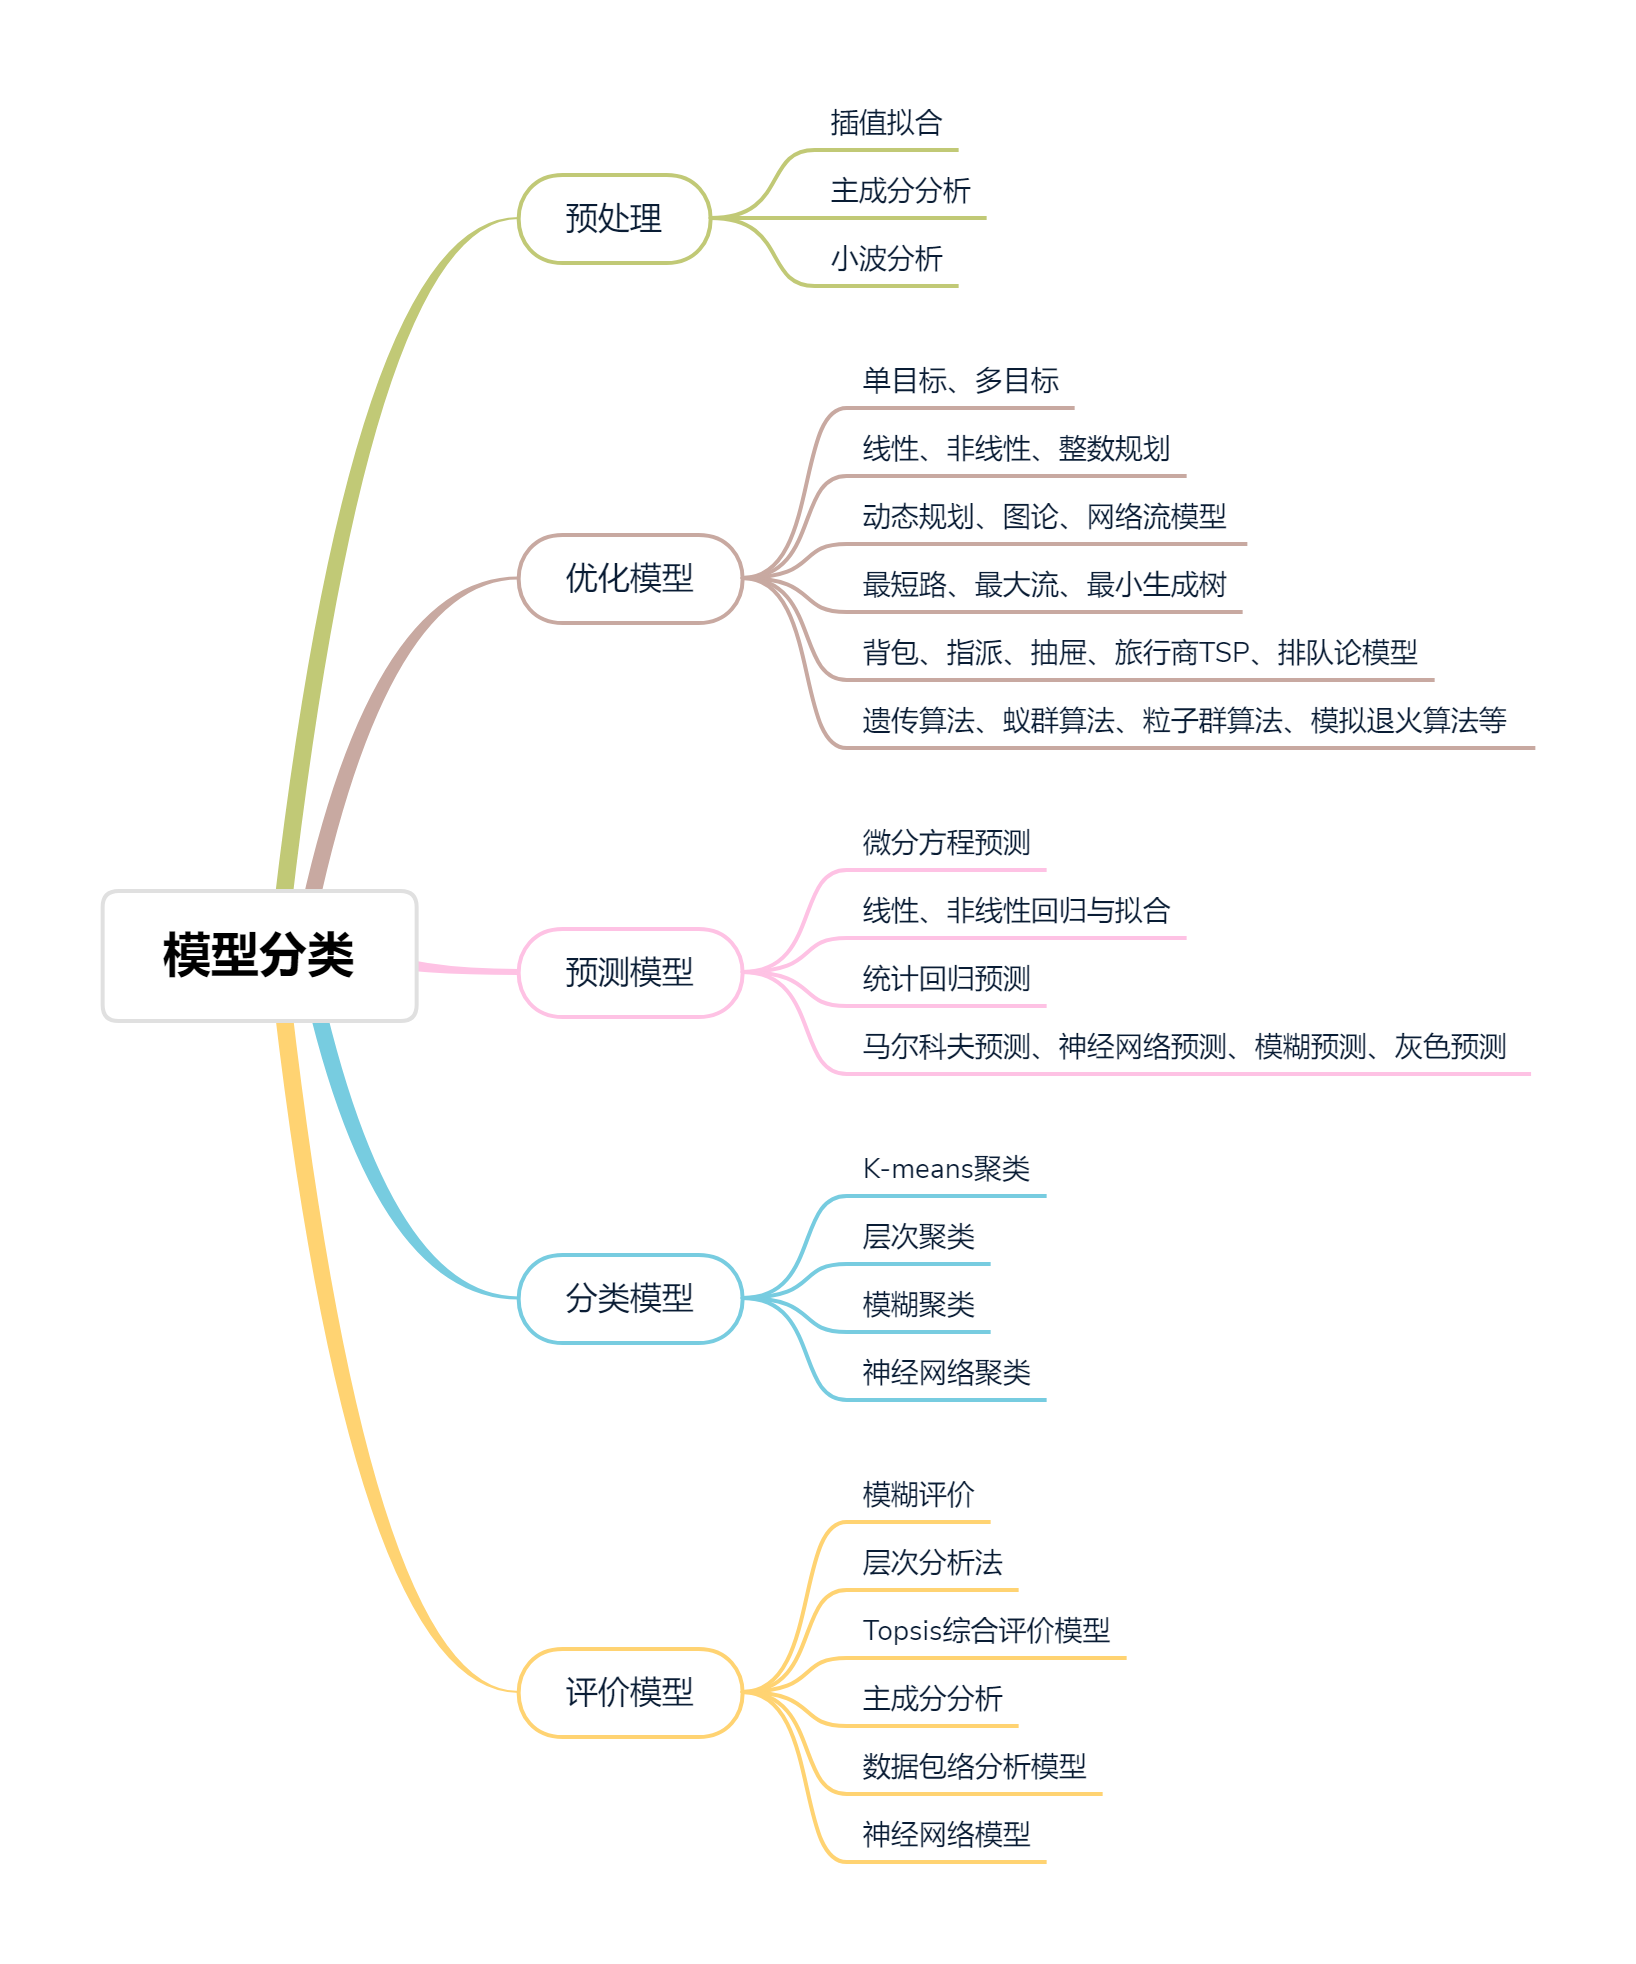 模型分类
预处理
插值拟合
主成分分析
小波分析
优化模型
单目标、多目标
线性、非线性、整数规划
动态规划、图论、网络流模型
最短路、最大流、最小生成树
背包、指派、抽屉、旅行商TSP、排队论模型
遗传算法、蚁群算法、粒子群算法、模拟退火算法等
预测模型
微分方程预测
线性、非线性回归与拟合
统计回归预测
马尔科夫预测、神经网络预测、模糊预测、灰色预测
分类模型
K-means聚类
层次聚类
模糊聚类
神经网络聚类
评价模型
模糊评价
层次分析法
Topsis综合评价模型
主成分分析
数据包络分析模型
神经网络模型